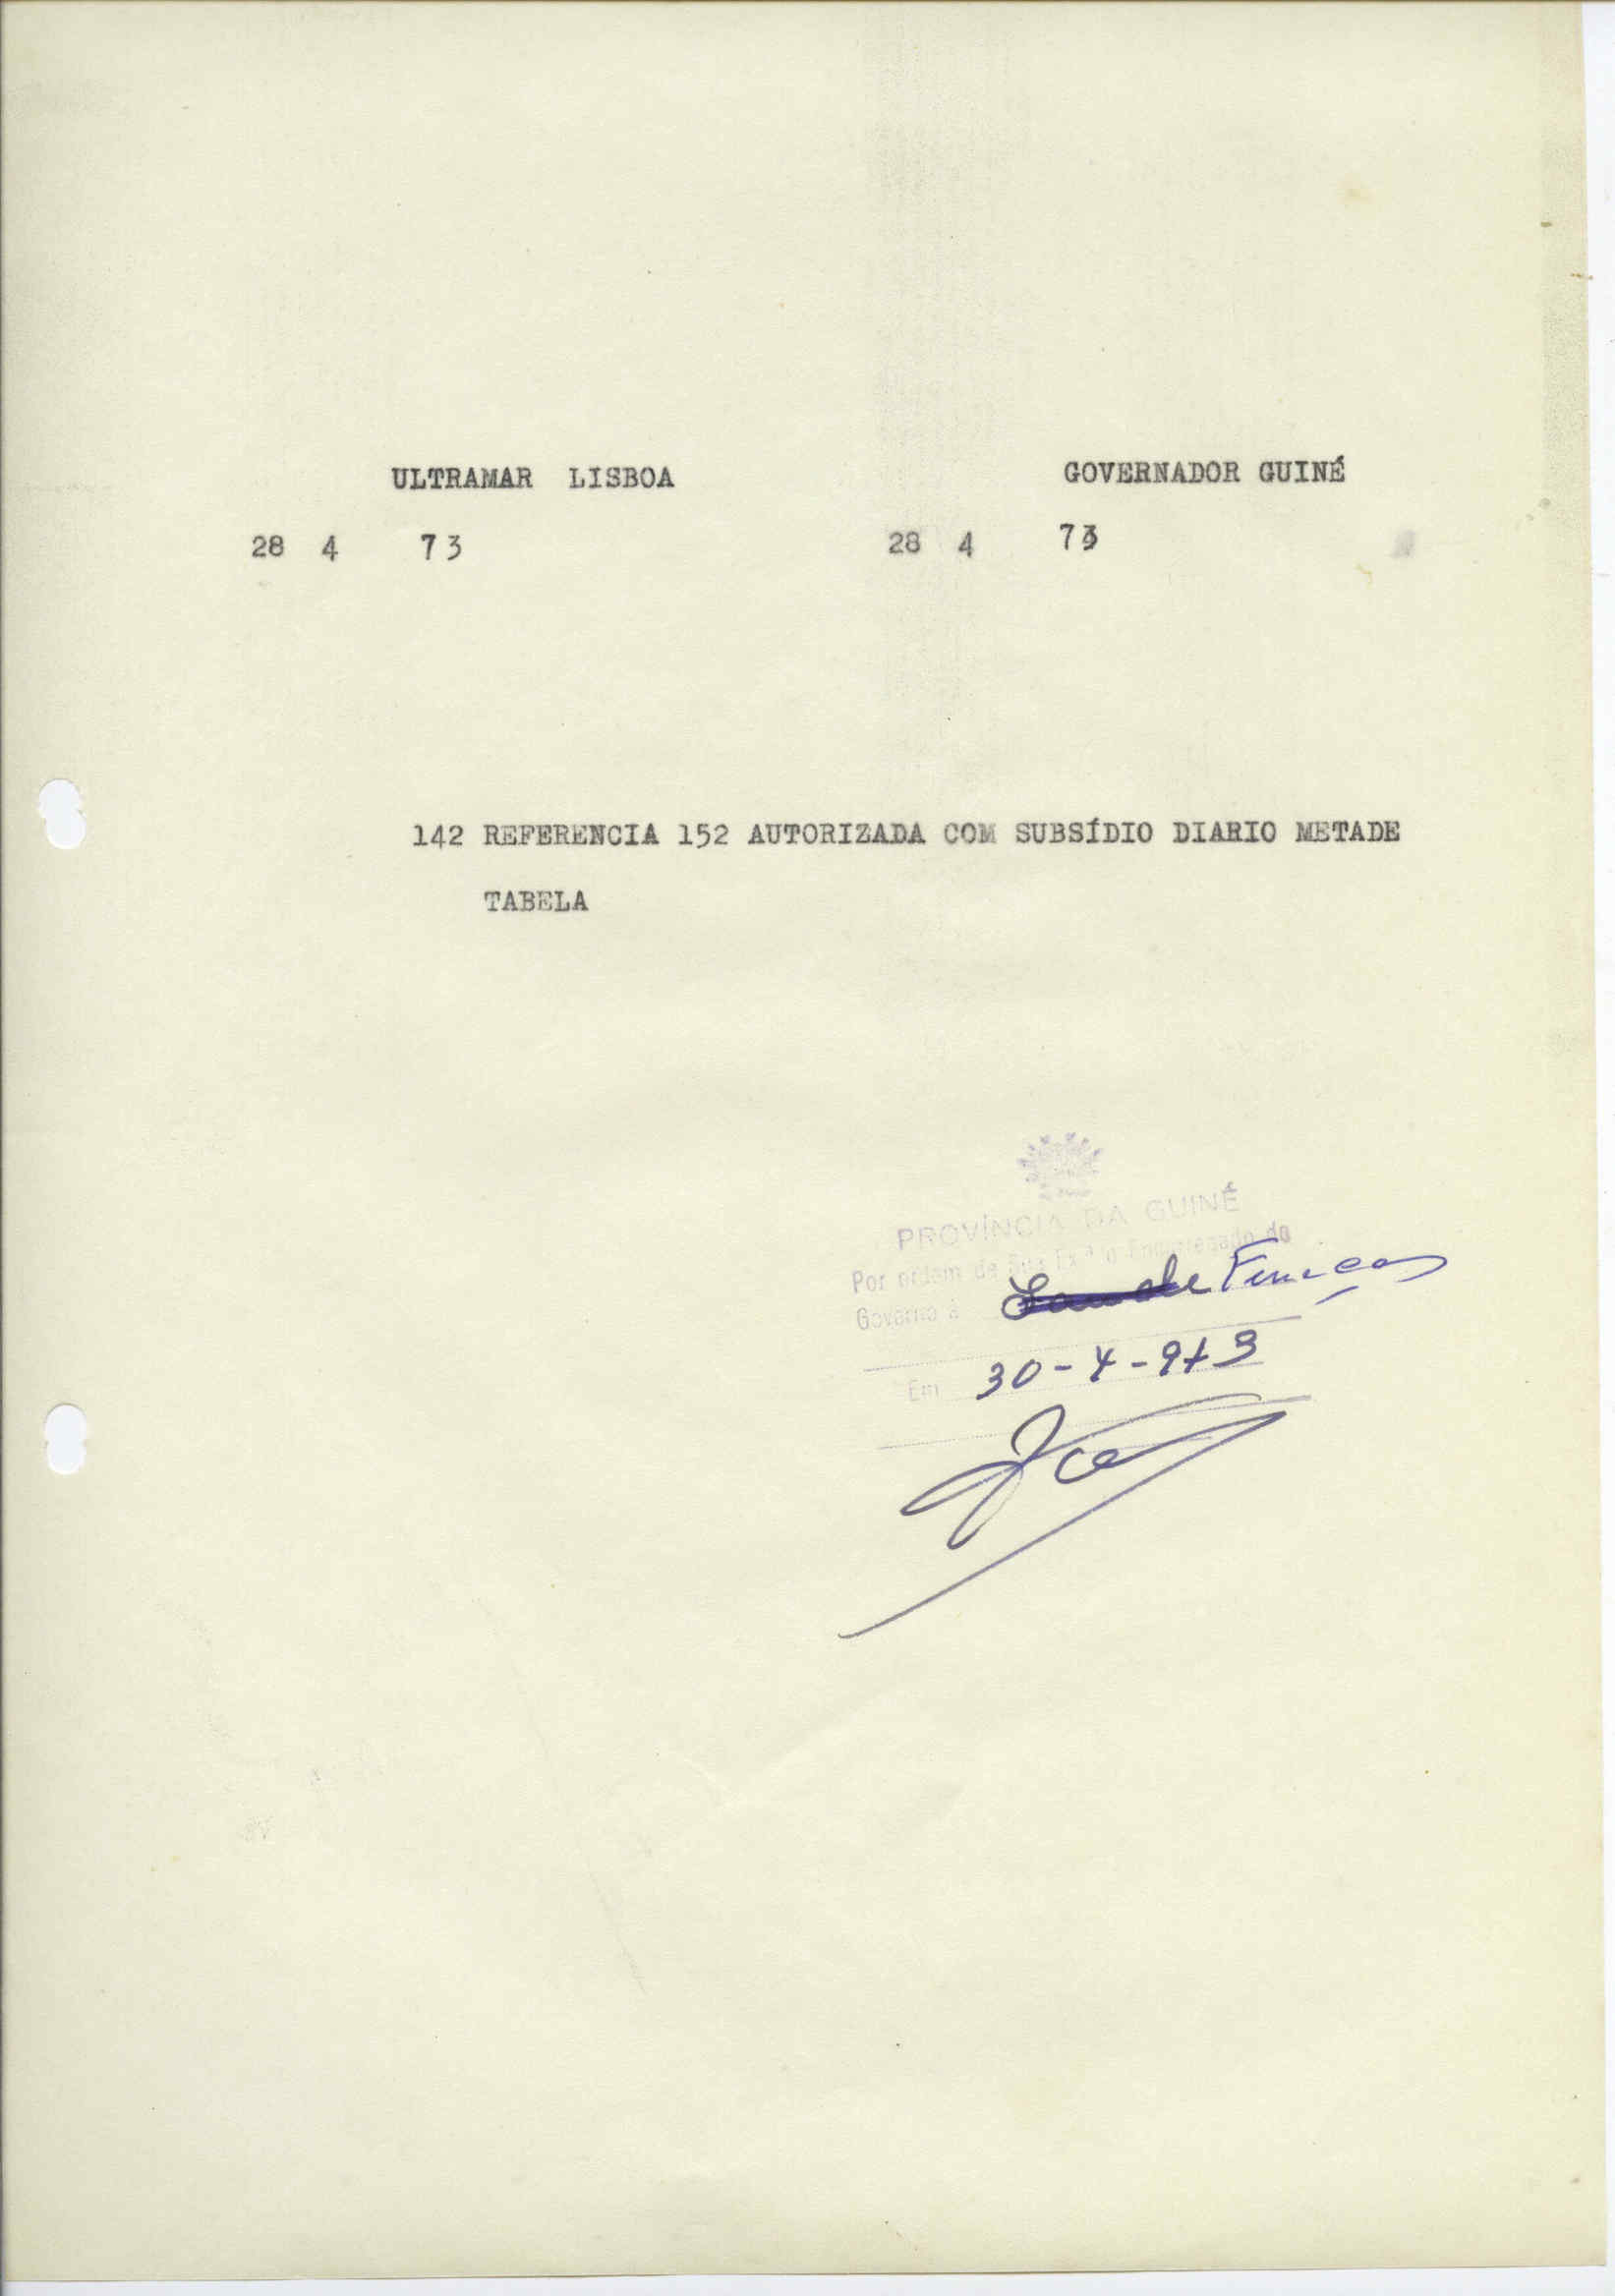 ULTRAMAR LISBOA
GOVERNADOR GUINÉ
28 4 73
28 4 73
142 REFERENCIA 152 AUTORIZADA COM SUBSÍDIO DIARIO METADE
TABELA
PROVÍNCIA DA GUINÉ
Por ordem de Sua Ex.ª o Encarregado do
Governo à Finanças
Em 30-4-973